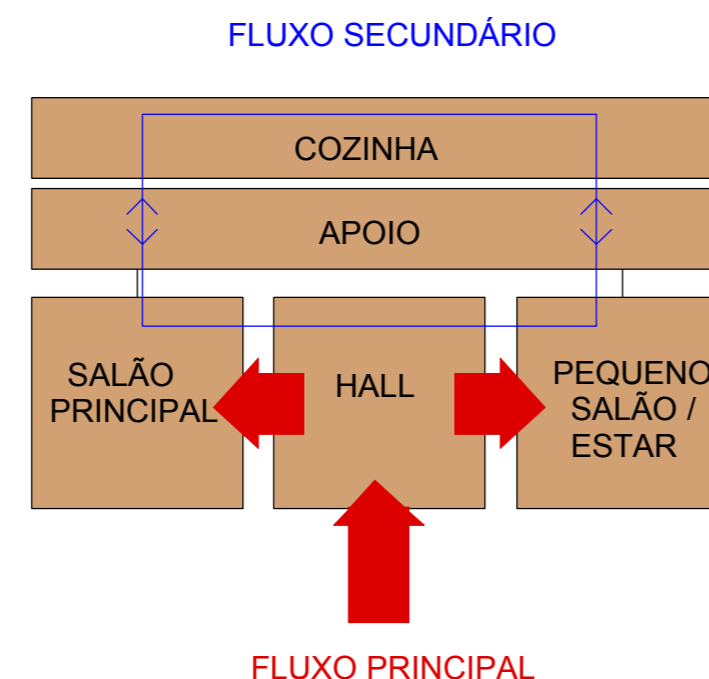 FLUXO SECUNDÁRIO
COZINHA
APOIO
SALÃO
PRINCIPAL
HALL
PEQUENO
SALÃO /
ESTAR
FLUXO PRINCIPAL